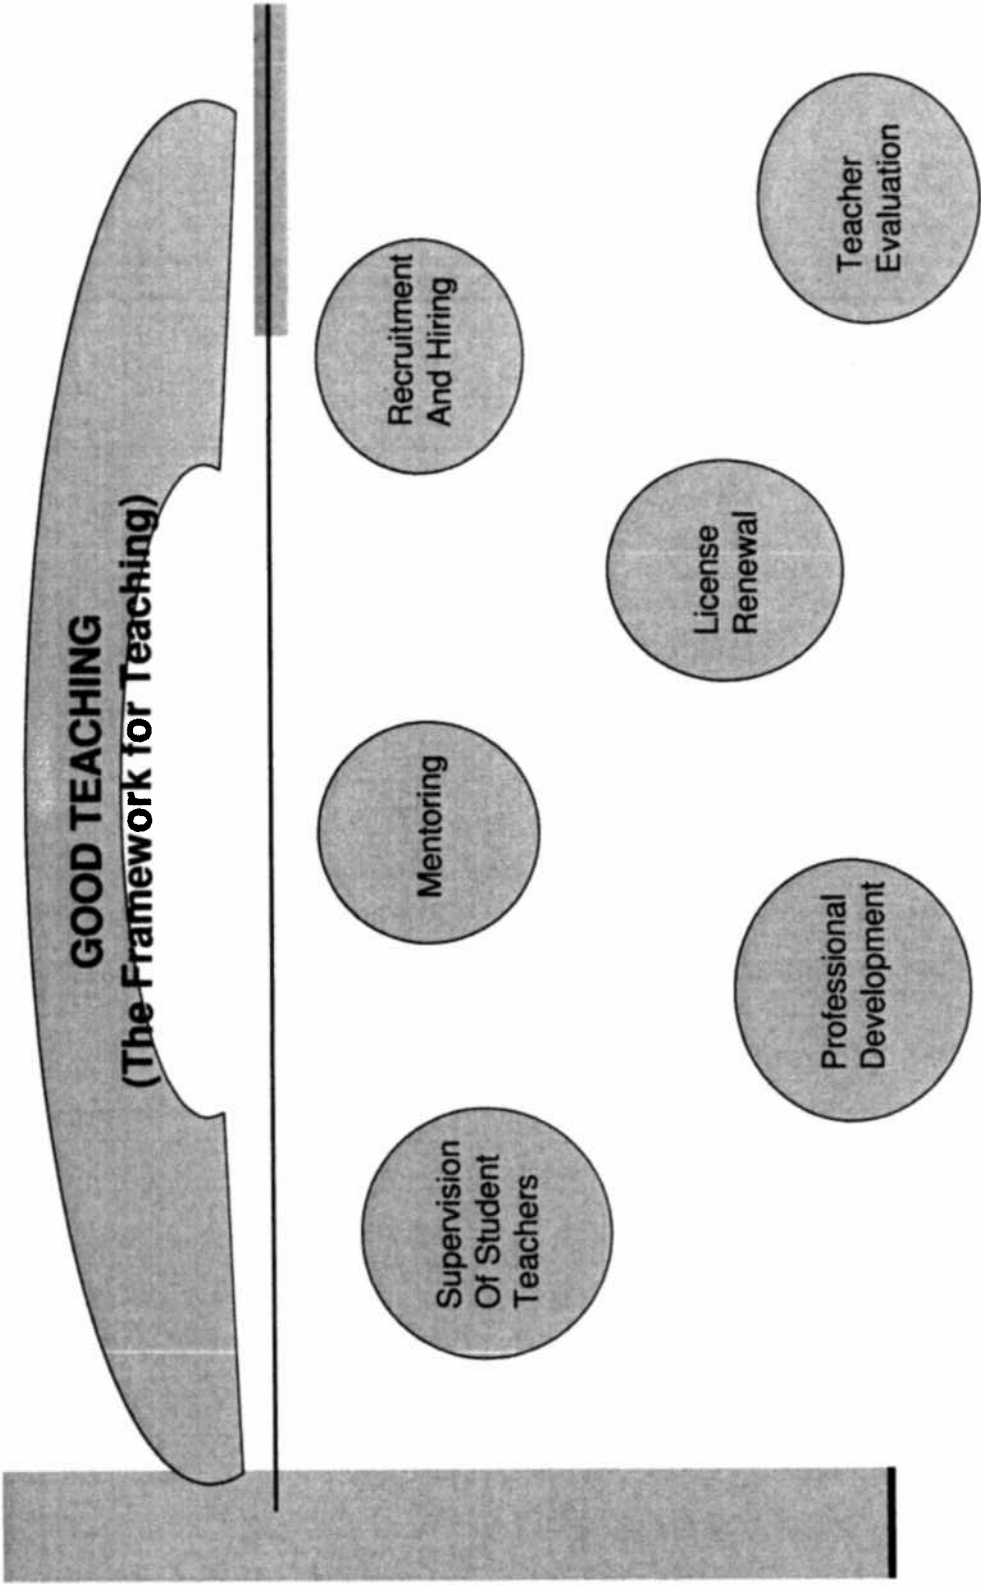 GOOD TEACHING
(The Framework for Teaching)
Supervision
Of Student
Teachers
Mentoring
Recruitment
And Hiring
Professional
Development
License
Renewal
Teacher
Evaluation